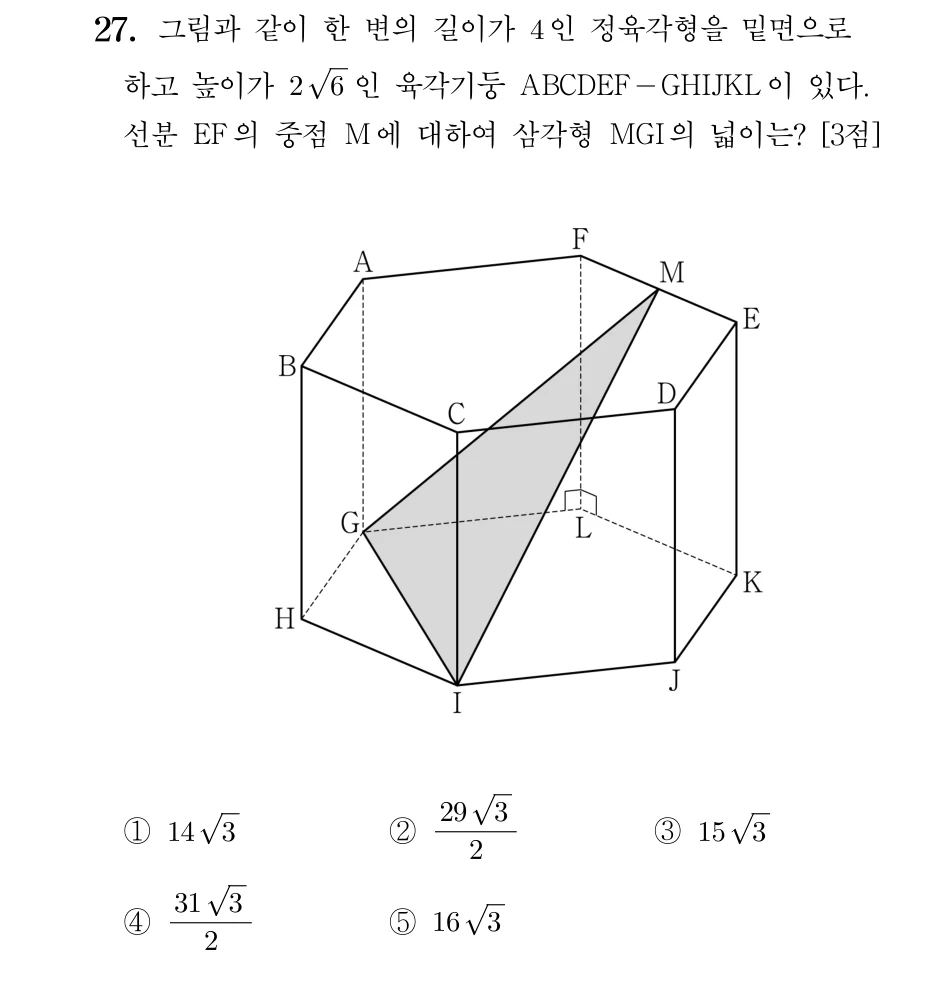 27. 그림과 같이 한 변의 길이가 4인 정육각형을 밑면으로
하고 높이가 2√6 인 육각기둥 ABCDEF-GHIJKL이 있다.
선분 EF의 중점 M에 대하여 삼각형 MGI의 넓이는? [3점]
F
A
M
E
B
D
C
G
L
K
H
J
I
① 14√3 ② 29√3/2 ③ 15√3
④ 31√3/2 ⑤ 16√3